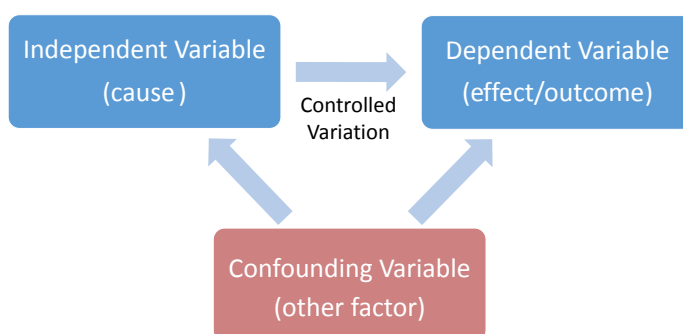 Independent Variable
(cause )
Controlled
Variation
Dependent Variable
(effect/outcome)
Confounding Variable
(other factor)